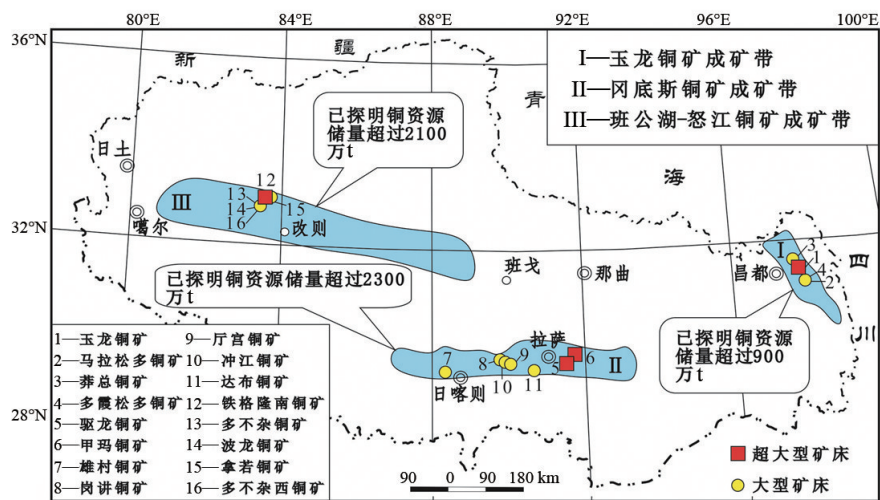 80°E 84°E 88°E 92°E 96°E 100°E
36°N
新 疆
青
海
四
川
Ⅰ—玉龙铜矿成矿带
Ⅱ—冈底斯铜矿成矿带
Ⅲ—班公湖-怒江铜矿成矿带
已探明铜资源
储量超过2100
万t
日土
噶尔
Ⅲ
12
13
14
15
16
改则
32°N
已探明铜资源储量超过2300
万t
班戈
那曲
昌都
Ⅰ
3
1
4
2
已探明铜资源
储量超过900
万t
拉萨
7
8
9
10
11
5
6
Ⅱ
日喀则
28°N
1—玉龙铜矿 9—厅宫铜矿
2—马拉松多铜矿 10—冲江铜矿
3—莽总铜矿 11—达布铜矿
4—多霞松多铜矿 12—铁格隆南铜矿
5—驱龙铜矿 13—多不杂铜矿
6—甲玛铜矿 14—波龙铜矿
7—雄村铜矿 15—拿若铜矿
8—岗讲铜矿 16—多不杂西铜矿
90 0 90 180 km
超大型矿床
大型矿床